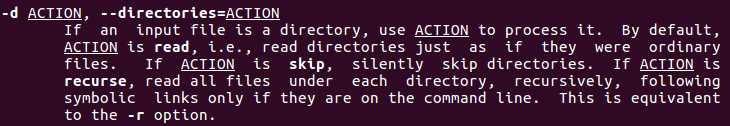 -d ACTION, --directories=ACTION
If an input file is a directory, use ACTION to process it. By default,
ACTION is read, i.e., read directories just as if they were ordinary
files. If ACTION is skip, silently skip directories. If ACTION is
recurse, read all files under each directory, recursively, following
symbolic links only if they are on the command line. This is equivalent
to the -r option.